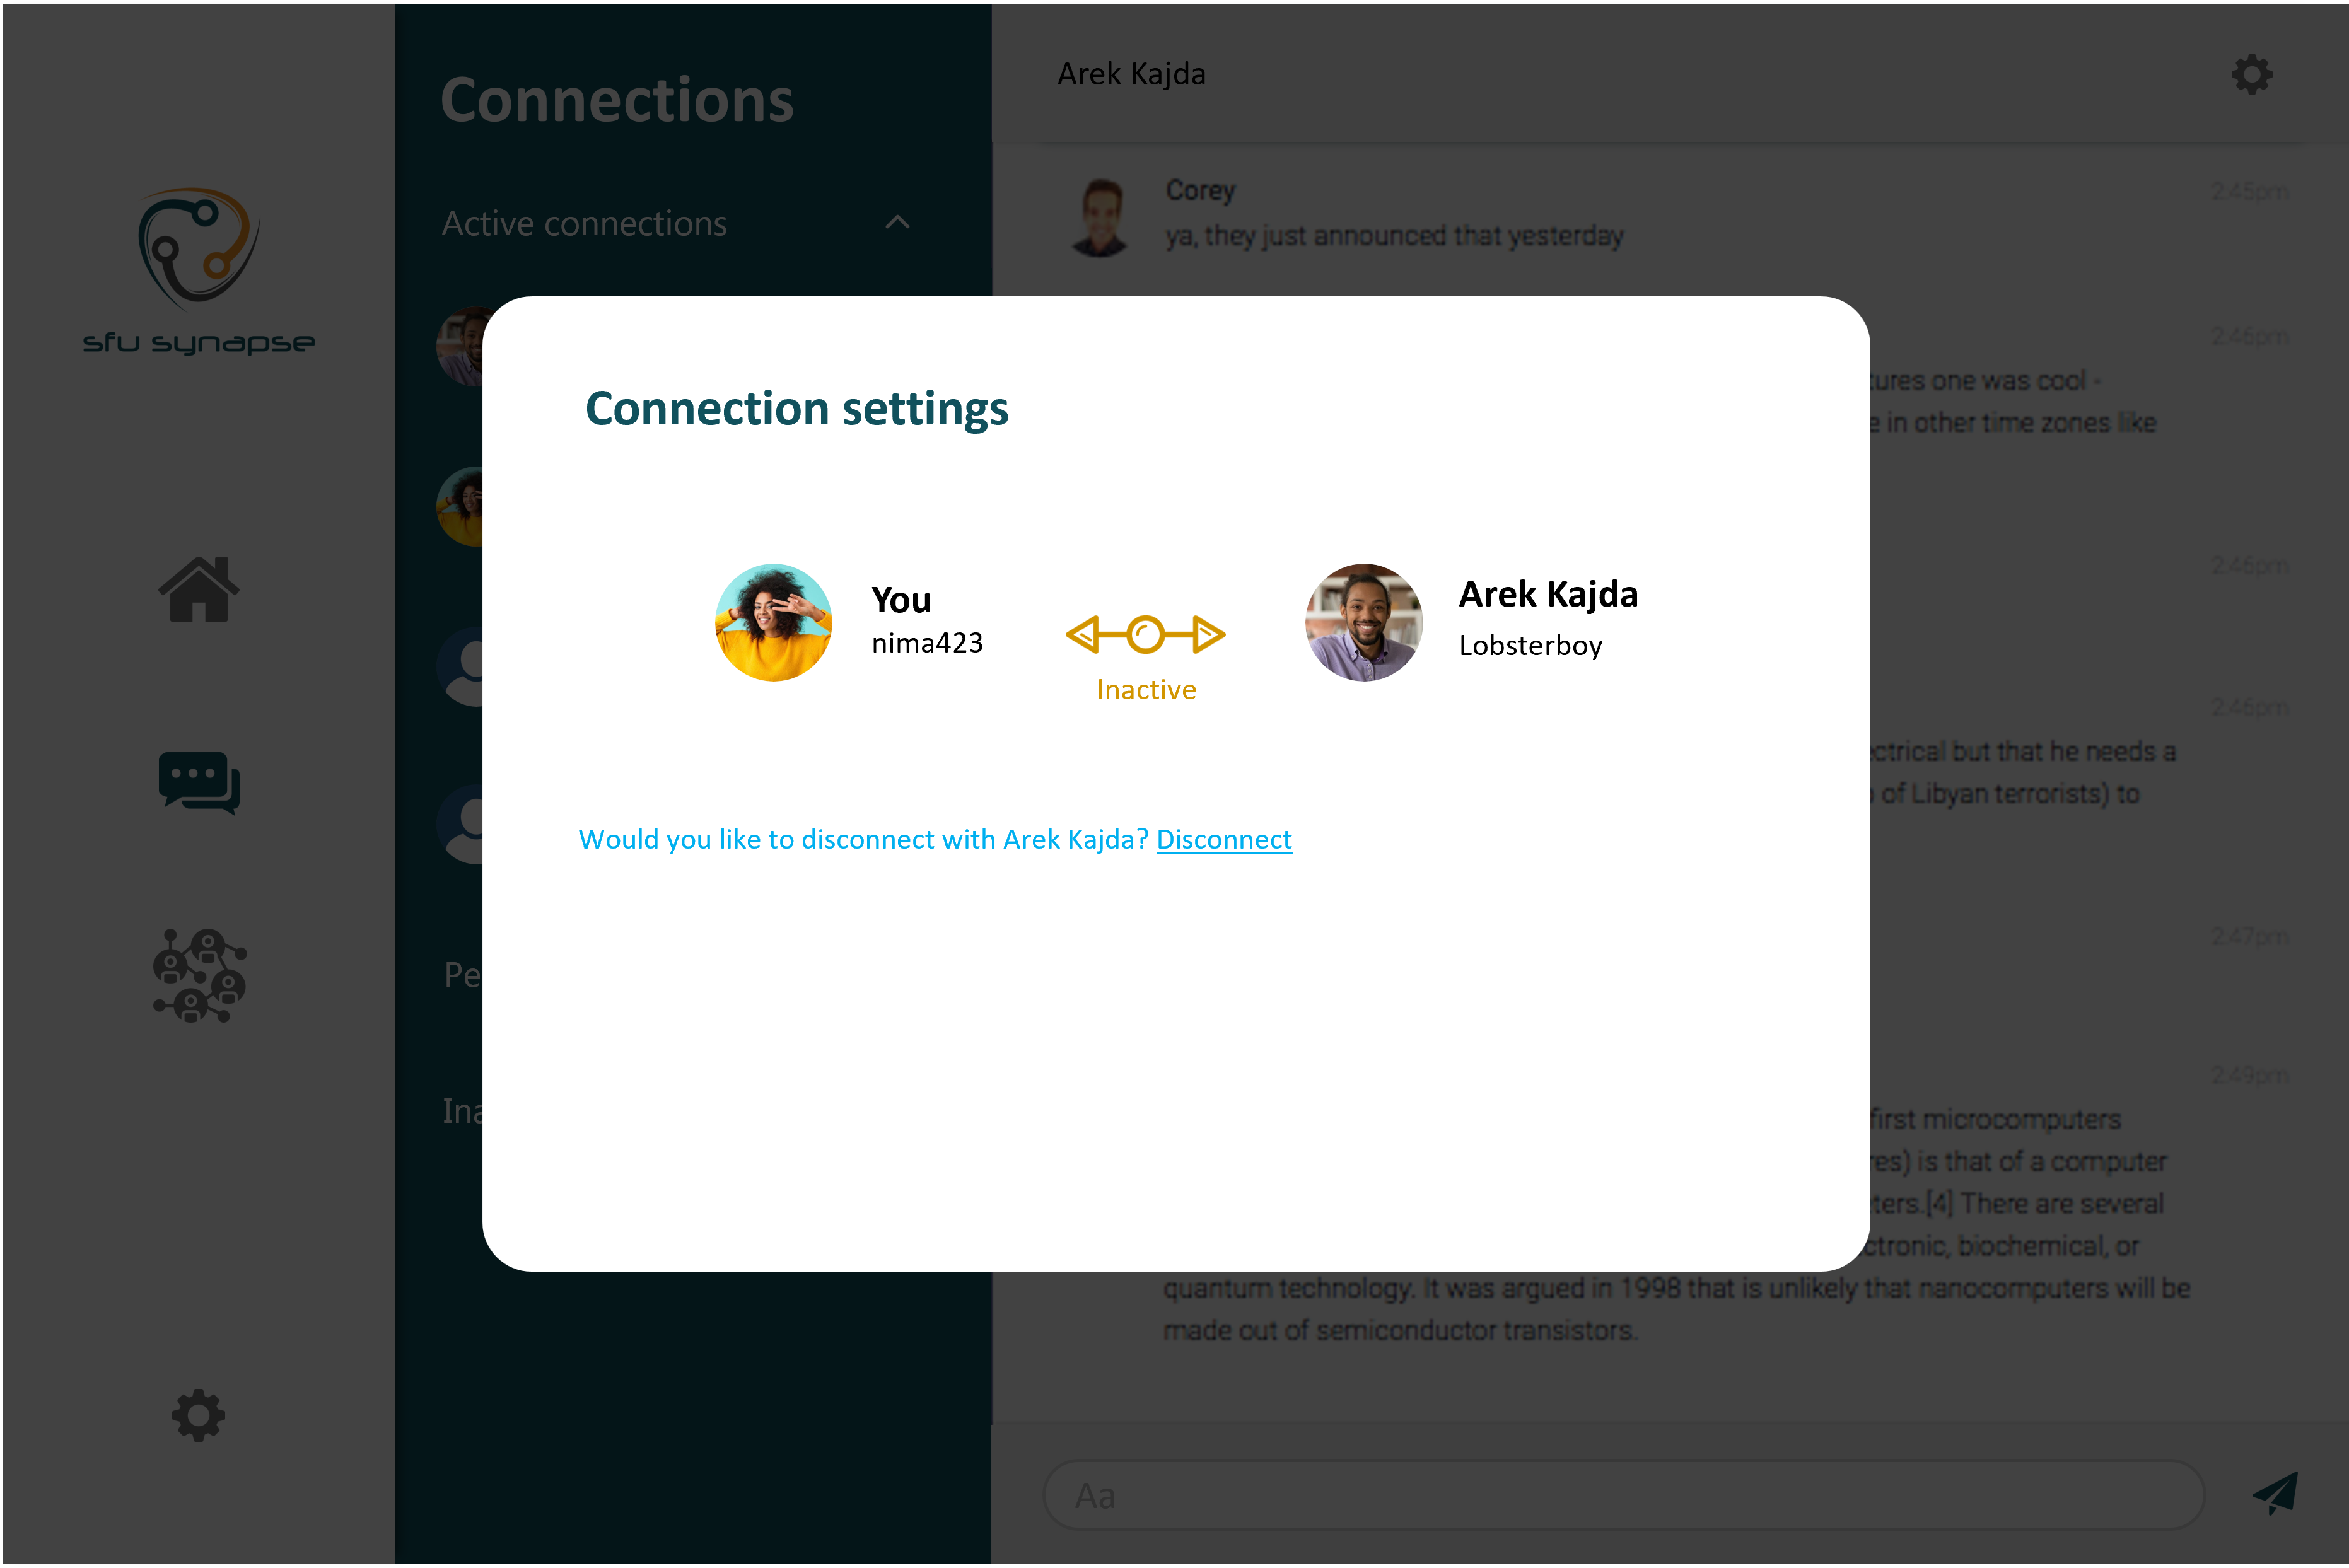 sfu synapse
Connections
Active connections
Pe
Ina
Arek Kajda
Corey
2:45pm
ya, they just announced that yesterday
2:46pm
tures one was cool -
e in other time zones like
2:46pm
2:46pm
ectrical but that he needs a
of Libyan terrorists) to
2:47pm
2:49pm
first microcomputers
res) is that of a computer
ters.[4] There are several
ctronic, biochemical, or
quantum technology. It was argued in 1998 that is unlikely that nanocomputers will be
made out of semiconductor transistors.
Aa
Connection settings
You
nima423
Inactive
Arek Kajda
Lobsterboy
Would you like to disconnect with Arek Kajda? Disconnect